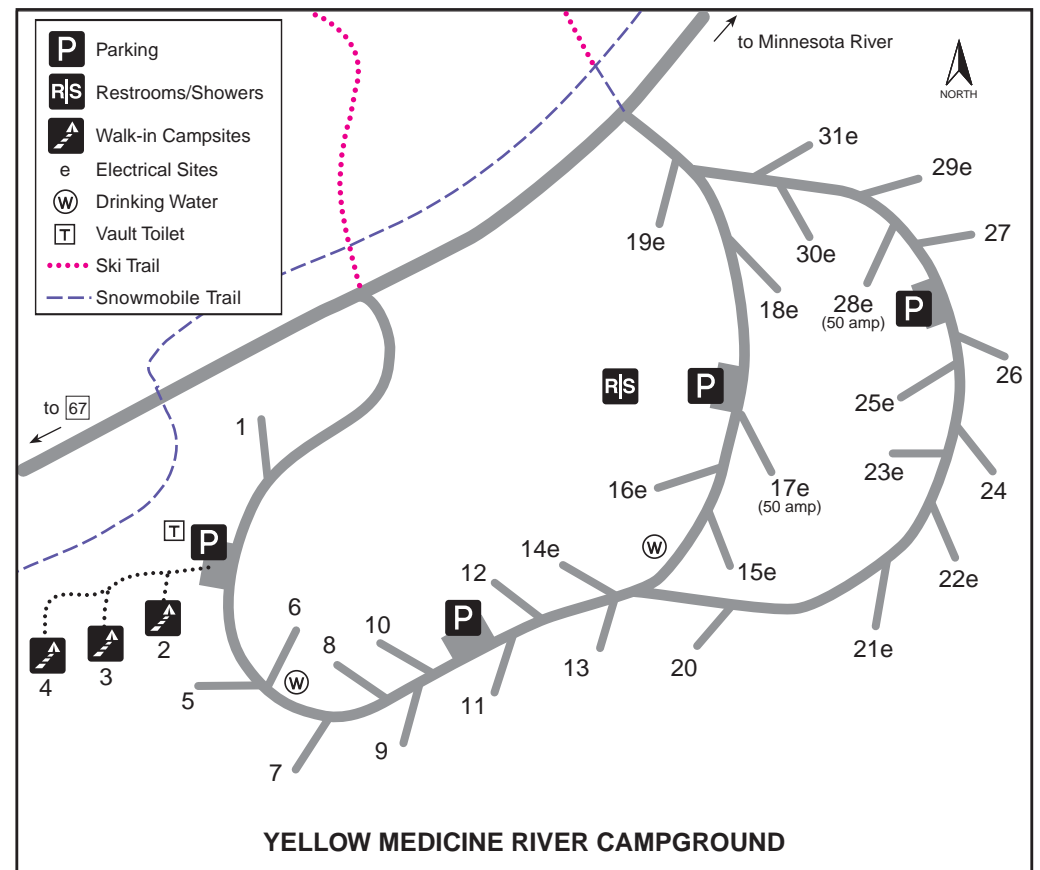 P Parking
R|S Restrooms/Showers
Walk-in Campsites
e Electrical Sites
W Drinking Water
T Vault Toilet
Ski Trail
Snowmobile Trail
to Minnesota River
NORTH
31e
29e
19e
30e
27
18e
28e
(50 amp)
P
26
R|S
P
to 67
25e
1
23e
16e
17e
(50 amp)
24
T
P
14e
W
15e
22e
12
6
P
10
8
2
3
4
5
W
11
13
20
21e
9
7
YELLOW MEDICINE RIVER CAMPGROUND